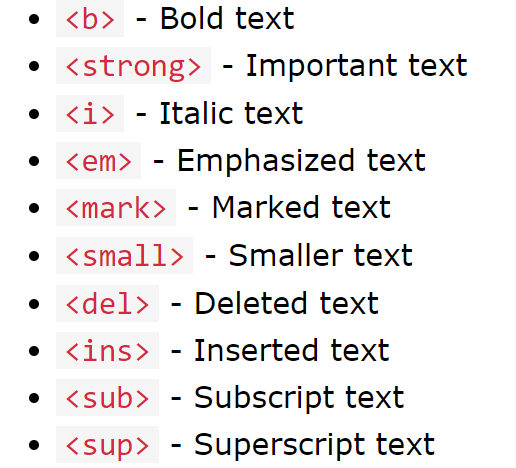 • <b> - Bold text
• <strong> - Important text
• <i> - Italic text
• <em> - Emphasized text
• <mark> - Marked text
• <small> - Smaller text
• <del> - Deleted text
• <ins> - Inserted text
• <sub> - Subscript text
• <sup> - Superscript text